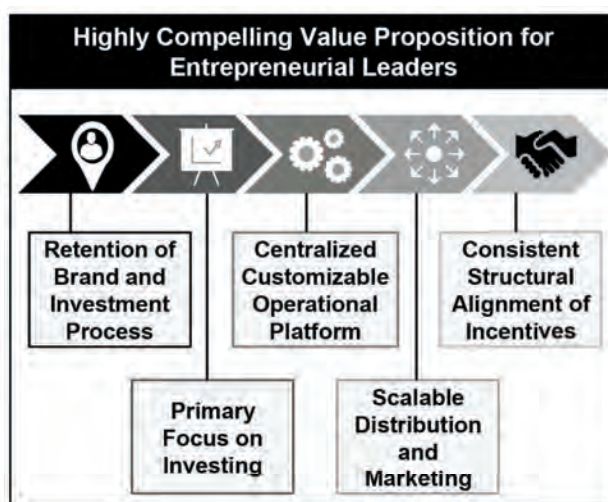 Highly Compelling Value Proposition for
Entrepreneurial Leaders
Retention of
Brand and
Investment
Process
Primary
Focus on
Investing
Centralized
Customizable
Operational
Platform
Scalable
Distribution
and
Marketing
Consistent
Structural
Alignment of
Incentives